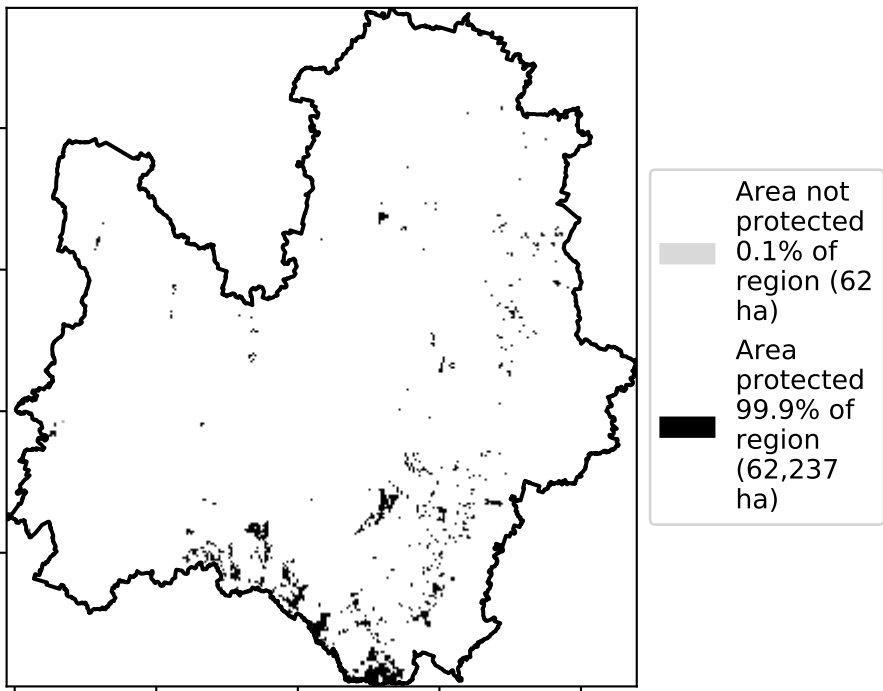 Area not
protected
0.1% of
region (62
ha)
Area
protected
99.9% of
region
(62,237
ha)